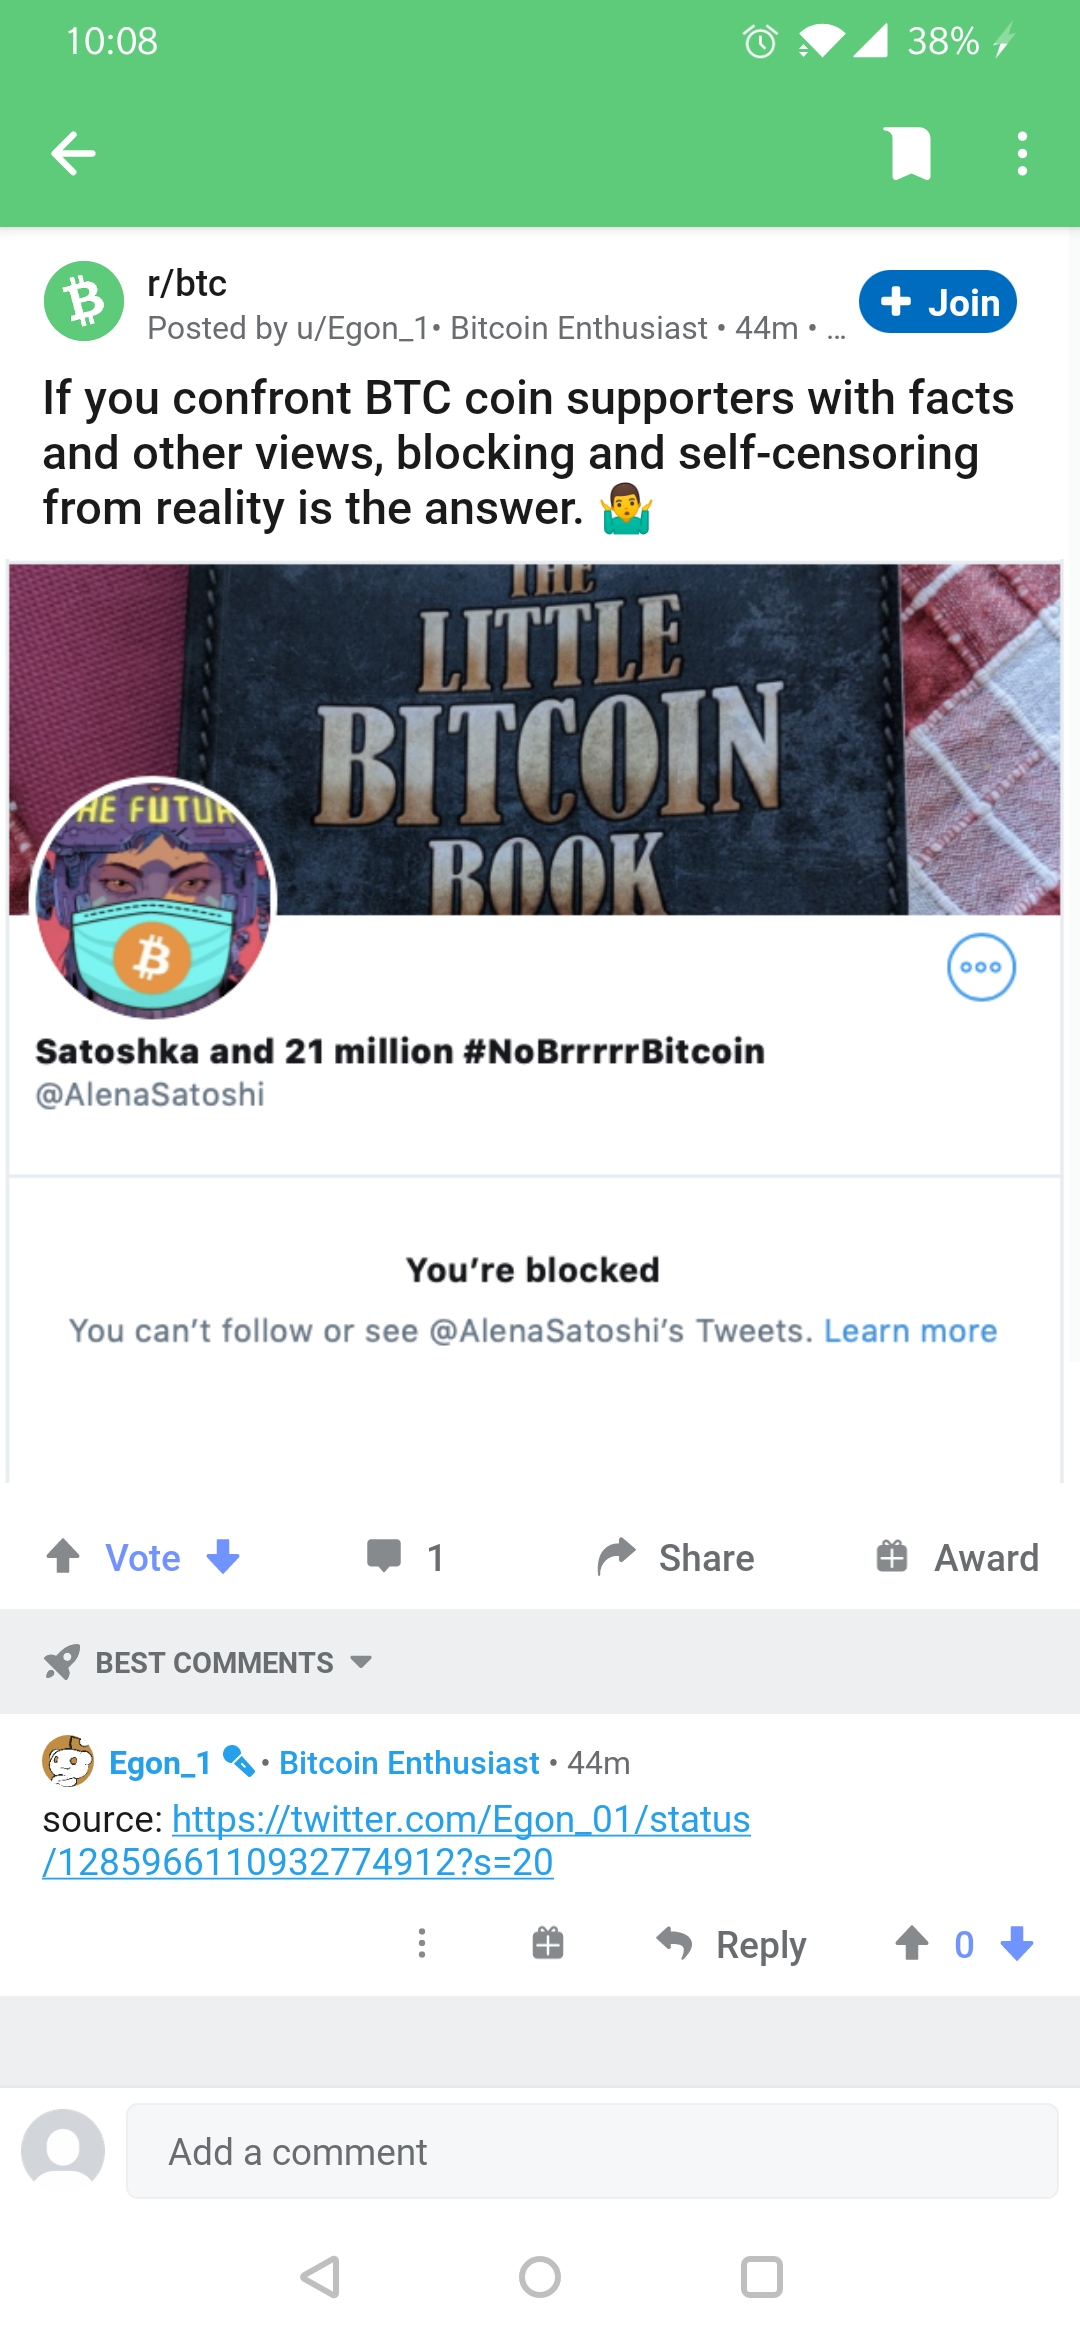 10:08
38%
r/btc
Posted by u/Egon_1• Bitcoin Enthusiast • 44m • ...
Join
If you confront BTC coin supporters with facts
and other views, blocking and self-censoring
from reality is the answer. 🤷‍♂️
THE
LITTLE
BITCOIN
BOOK
HE FUTUR
Satoshka and 21 million #NoBrrrrrBitcoin
@AlenaSatoshi
You're blocked
You can't follow or see @AlenaSatoshi's Tweets. Learn more
Vote
1
Share
Award
BEST COMMENTS
Egon_1 • Bitcoin Enthusiast • 44m
source: https://twitter.com/Egon_01/status
/1285966110932774912?s=20
Reply
0
Add a comment